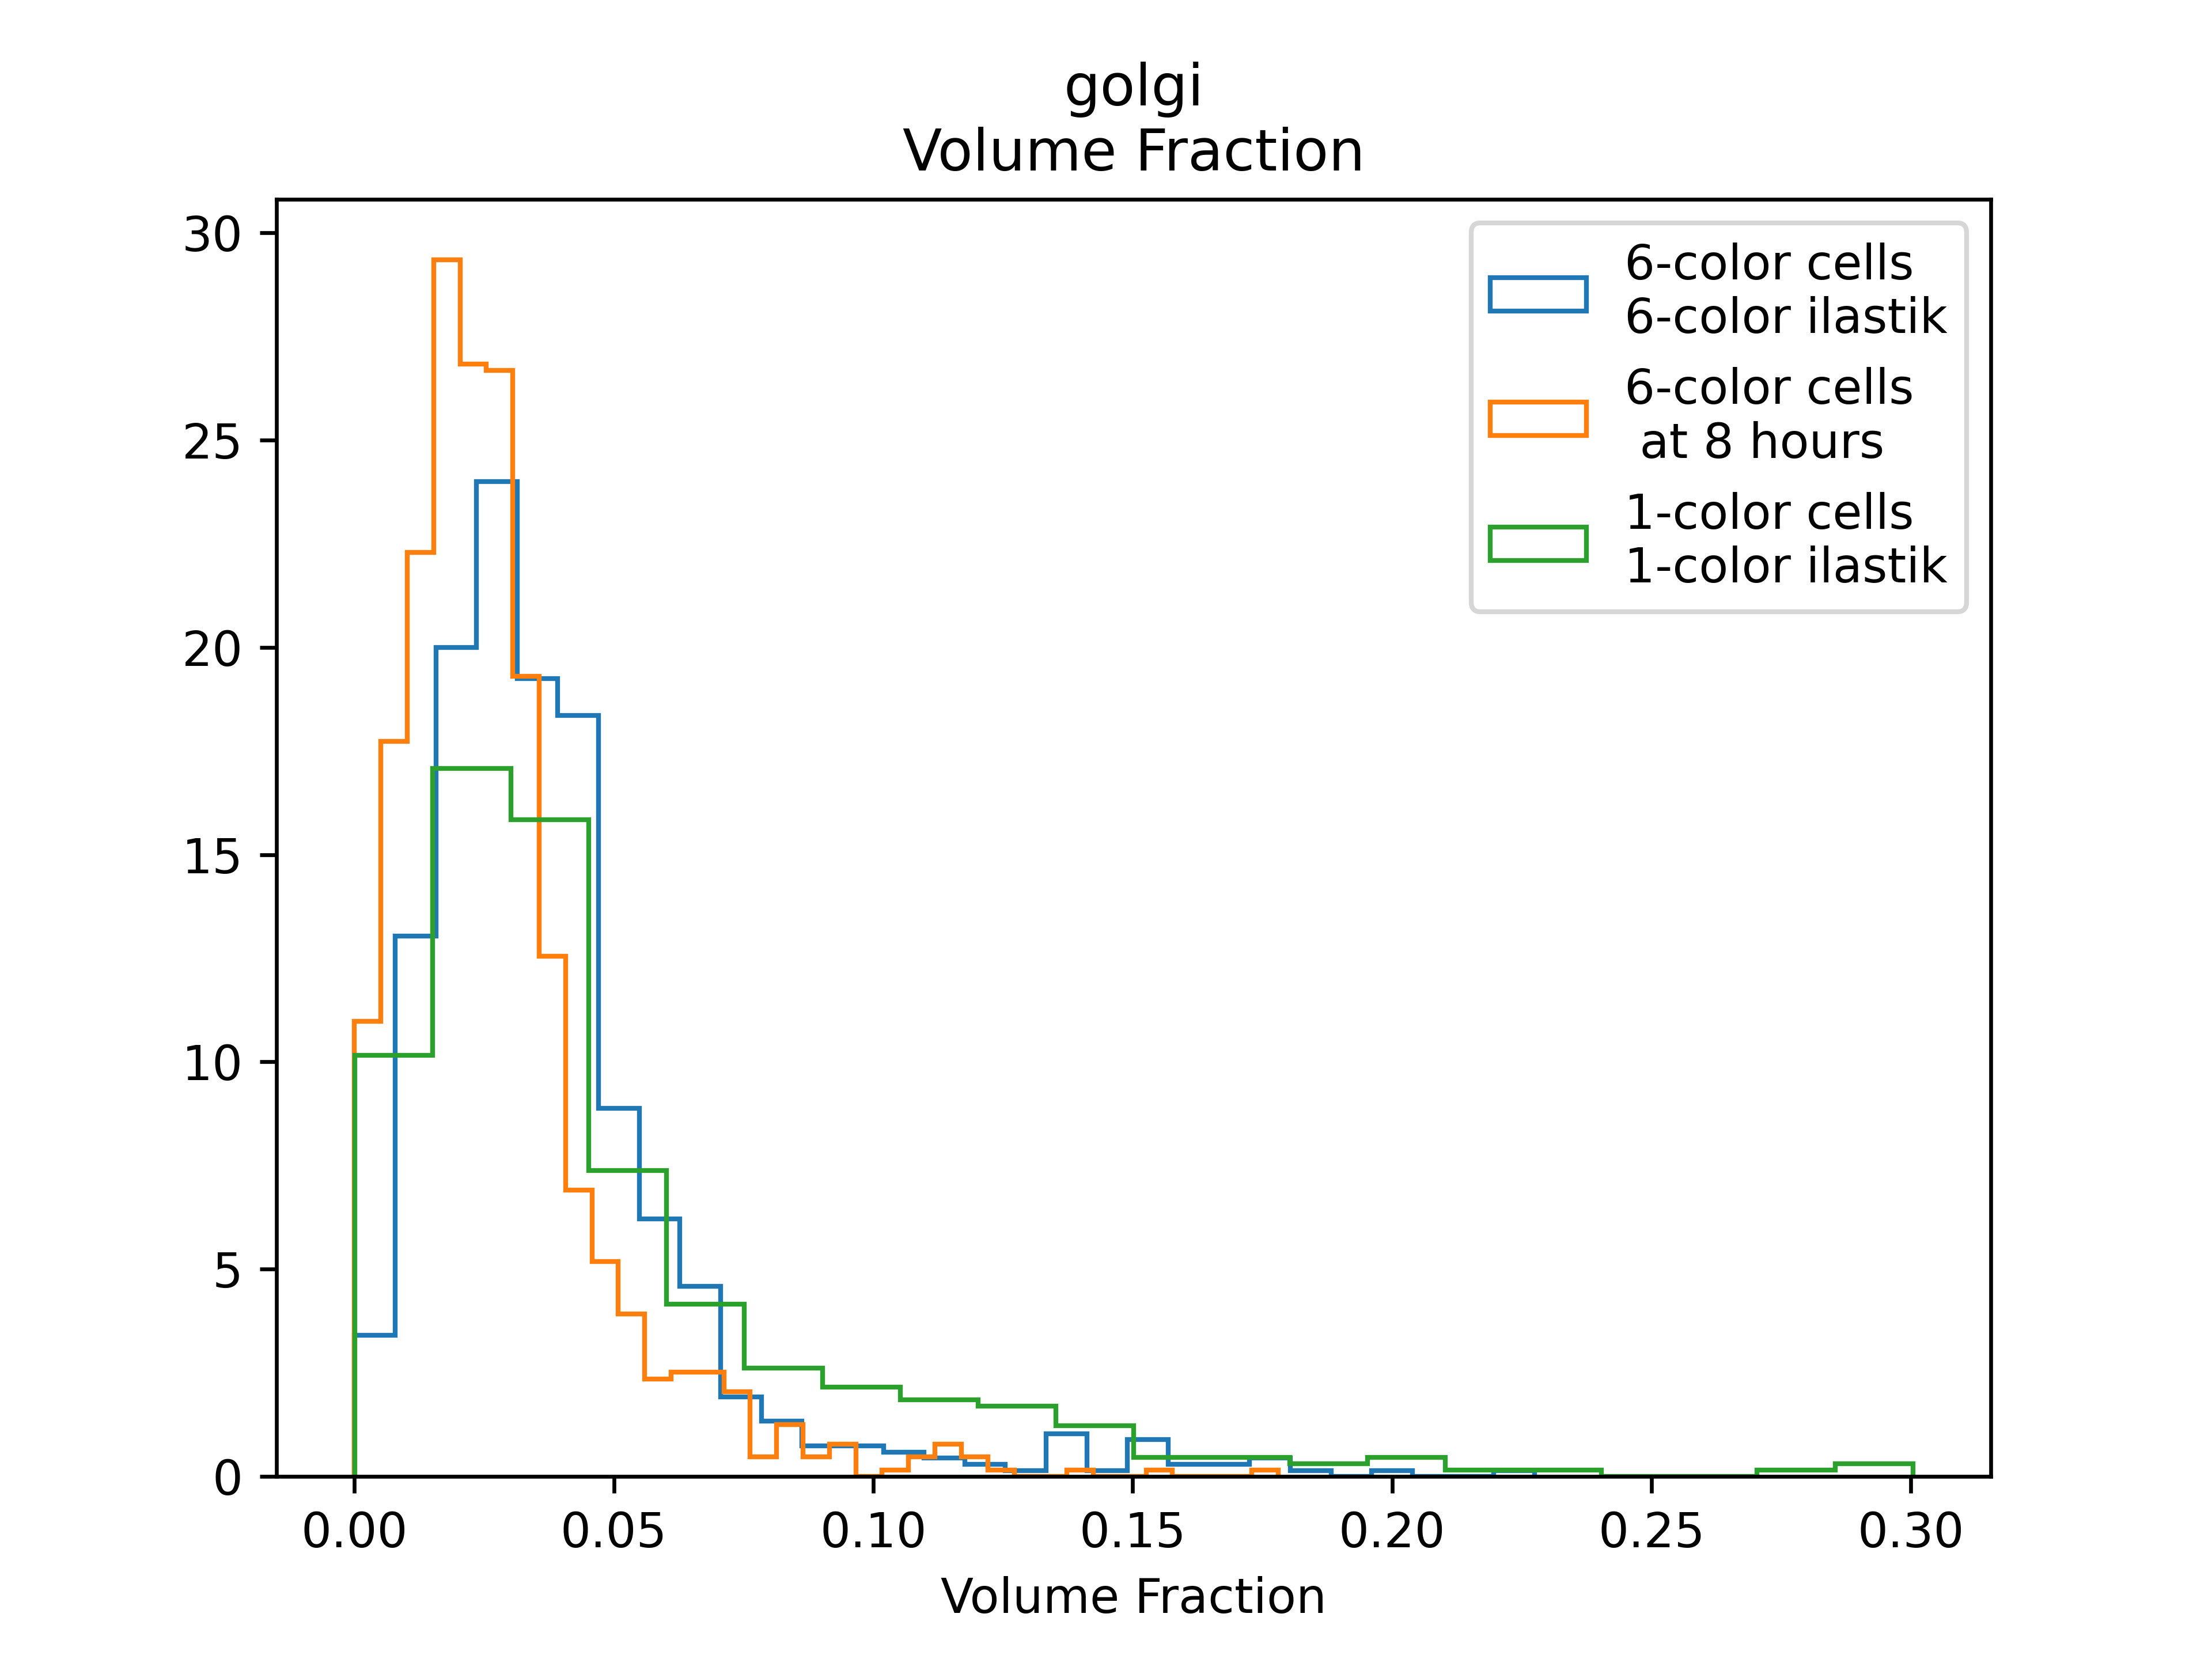 golgi
Volume Fraction
30
25
20
15
10
5
0
6-color cells
6-color ilastik
6-color cells
at 8 hours
1-color cells
1-color ilastik
0.00 0.05 0.10 0.15 0.20 0.25 0.30
Volume Fraction